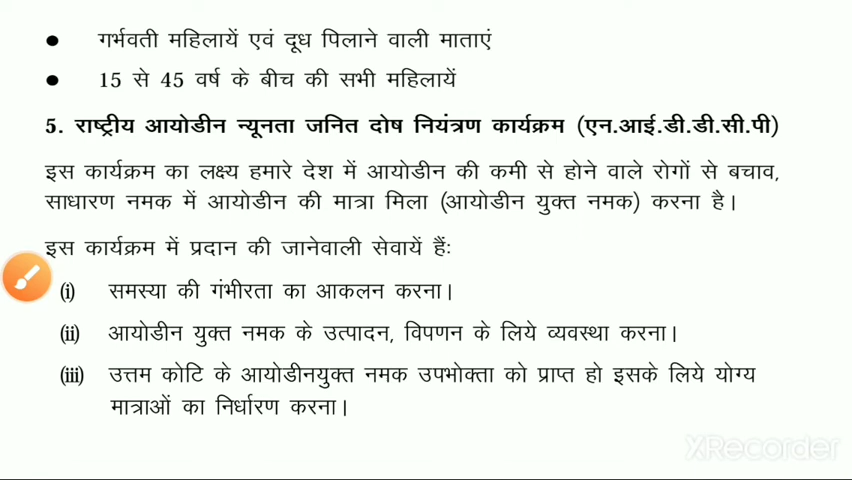 ● गर्भवती महिलायें एवं दूध पिलाने वाली माताएं
● 15 से 45 वर्ष के बीच की सभी महिलायें
5. राष्ट्रीय आयोडीन न्यूनता जनित दोष नियंत्रण कार्यक्रम (एन.आई.डी.डी.सी.पी)
इस कार्यक्रम का लक्ष्य हमारे देश में आयोडीन की कमी से होने वाले रोगों से बचाव,
साधारण नमक में आयोडीन की मात्रा मिला (आयोडीन युक्त नमक) करना है।
इस कार्यक्रम में प्रदान की जानेवाली सेवायें हैं:
(i) समस्या की गंभीरता का आकलन करना।
(ii) आयोडीन युक्त नमक के उत्पादन, विपणन के लिये व्यवस्था करना।
(iii) उत्तम कोटि के आयोडीनयुक्त नमक उपभोक्ता को प्राप्त हो इसके लिये योग्य
मात्राओं का निर्धारण करना।
XRecorder